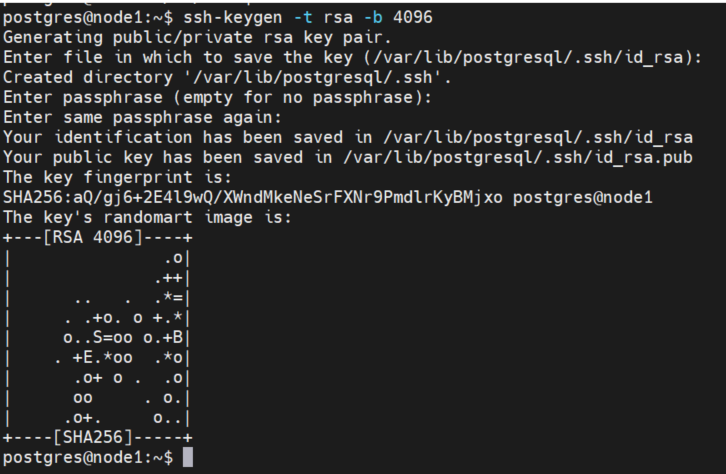 postgres@node1:~$ ssh-keygen -t rsa -b 4096
Generating public/private rsa key pair.
Enter file in which to save the key (/var/lib/postgresql/.ssh/id_rsa):
Created directory '/var/lib/postgresql/.ssh'.
Enter passphrase (empty for no passphrase):
Enter same passphrase again:
Your identification has been saved in /var/lib/postgresql/.ssh/id_rsa
Your public key has been saved in /var/lib/postgresql/.ssh/id_rsa.pub
The key fingerprint is:
SHA256:aQ/gj6+2E4l9wQ/XWndMkeNeSrFXNr9PmdlrKyBMjxo postgres@node1
The key's randomart image is:
+---[RSA 4096]----+
|               .o|
|              .++|
|      ..   .  .*=|
|     . .+o. o +.*|
|     o..S=oo o.+B|
|    . +E.*oo  .*o|
|      .o+ o .  .o|
|      oo     . o.|
|     .o+.     o..|
+----[SHA256]-----+
postgres@node1:~$